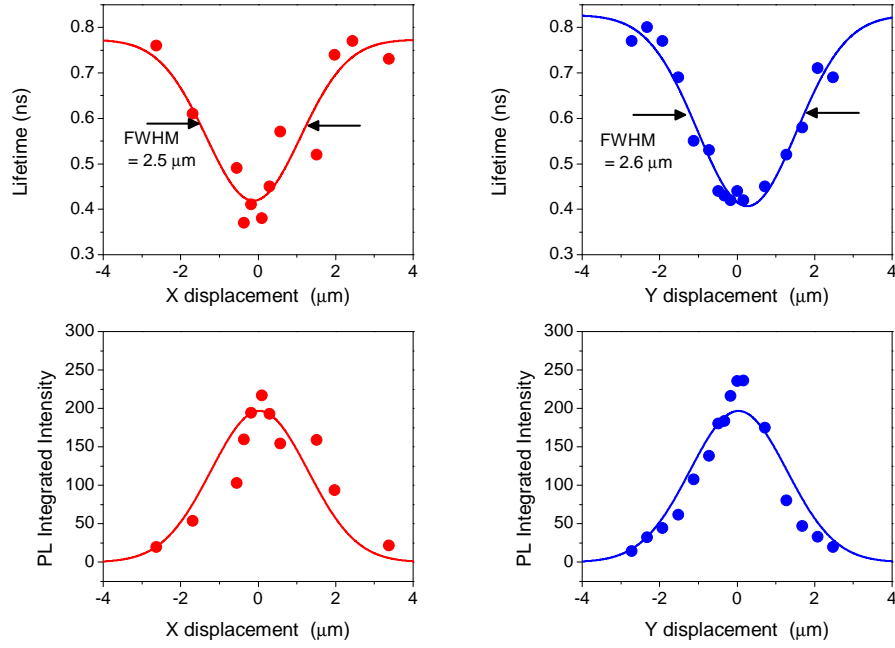 0.8
0.7
0.6
0.5
0.4
0.3
Lifetime (ns)
FWHM
= 2.5 μm
-4 -2 0 2 4
X displacement (μm)
0.8
0.7
0.6
0.5
0.4
0.3
Lifetime (ns)
FWHM
= 2.6 μm
-4 -2 0 2 4
Y displacement (μm)
300
250
200
150
100
50
0
PL Integrated Intensity
-4 -2 0 2 4
X displacement (μm)
300
250
200
150
100
50
0
PL Integrated Intensity
-4 -2 0 2 4
Y displacement (μm)